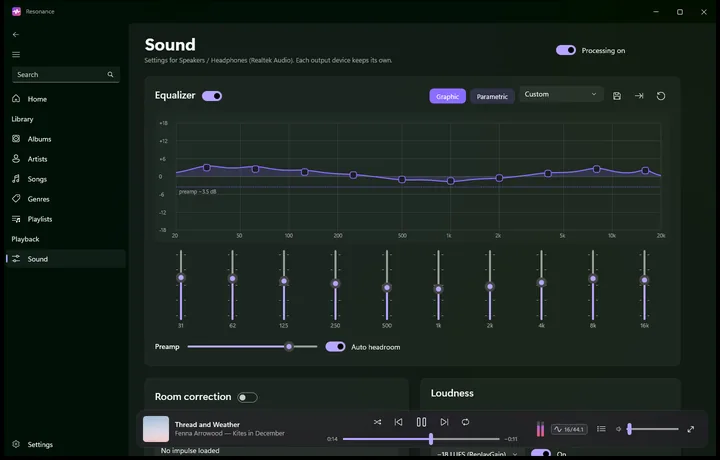 Resonance
Search
Home
Library
Albums
Artists
Songs
Genres
Playlists
Playback
Sound
Settings
Sound
Settings for Speakers / Headphones (Realtek Audio). Each output device keeps its own.
Processing on
Equalizer
Graphic
Parametric
Custom
+18
+12
+6
0
-6
-12
-18
preamp −3.5 dB
20 50 100 200 500 1k 2k 5k 10k 20k
31 62 125 250 500 1k 2k 4k 8k 16k
Preamp
Auto headroom
Room correction
Loudness
No impulse loaded
−18 LUFS (ReplayGain)
On
Thread and Weather
Fenna Arrowood — Kites in December
0:14
−0:11
16/44.1